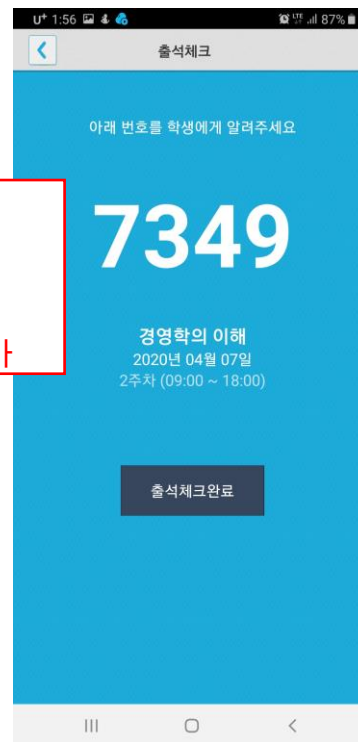 U+ 1:56 87%
출석체크
아래 번호를 학생에게 알려주세요
7349
경영학의 이해
2020년 04월 07일
2주차 (09:00 ~ 18:00)
출석체크완료